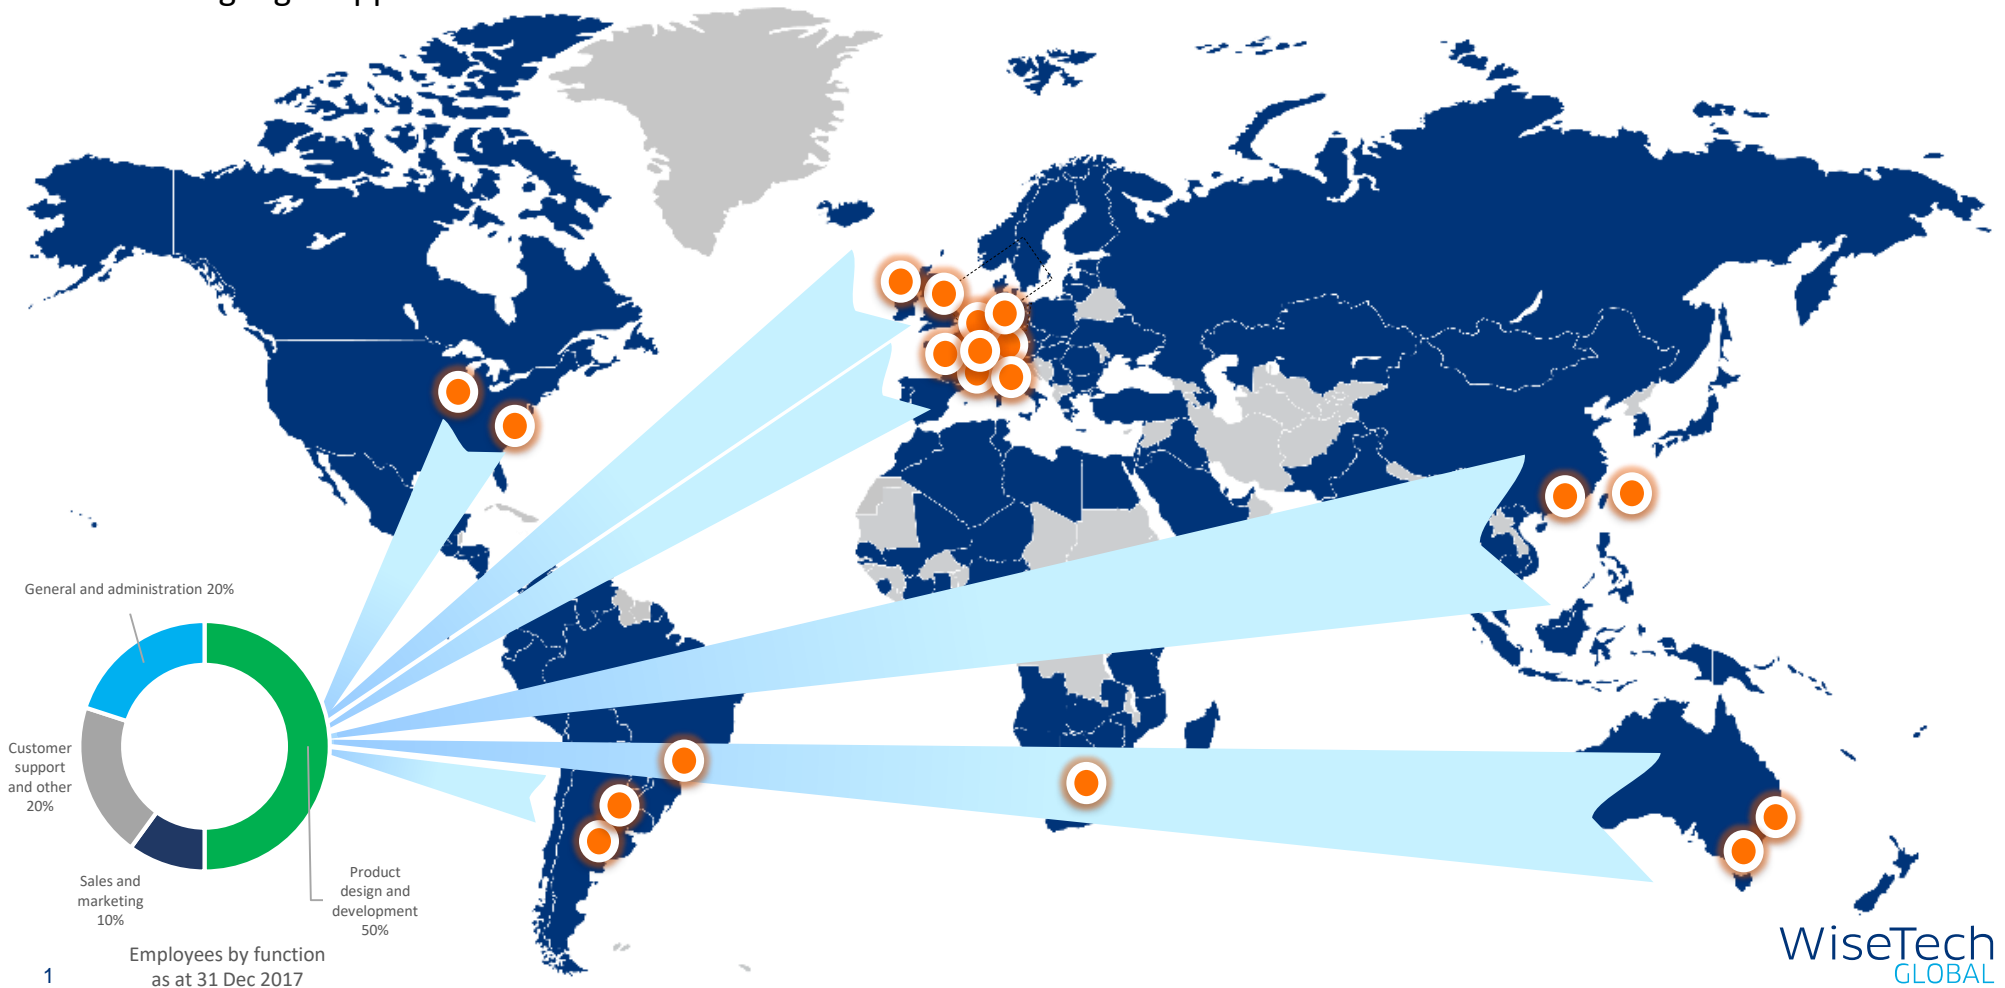 General and administration 20%
Customer
support
and other
20%
Sales and
marketing
10%
Product
design and
development
50%
Employees by function
as at 31 Dec 2017
1
WiseTech
GLOBAL